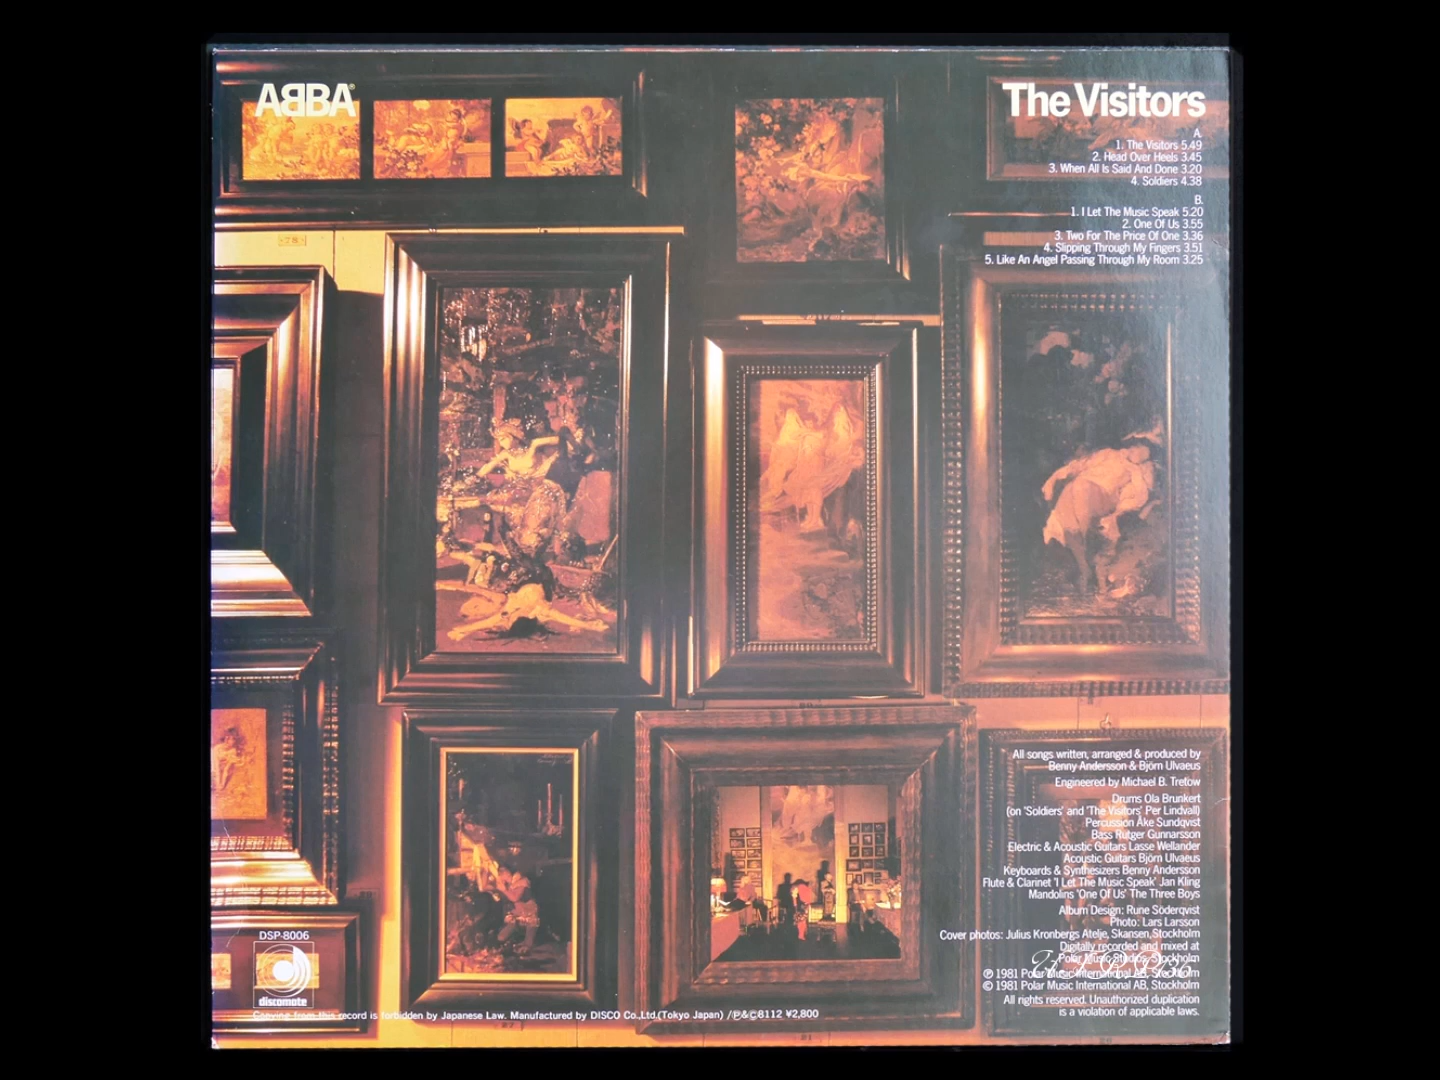 ABBA®
The Visitors
A.
1. The Visitors 5.49
2. Head Over Heels 3.45
3. When All Is Said And Done 3.20
4. Soldiers 4.38
B.
1. I Let The Music Speak 5.20
2. One Of Us 3.55
3. Two For The Price Of One 3.36
4. Slipping Through My Fingers 3.51
5. Like An Angel Passing Through My Room 3.25
78
All songs written, arranged & produced by
Benny Andersson & Björn Ulvaeus
Engineered by Michael B. Tretow
Drums Ola Brunkert
(on 'Soldiers' and 'The Visitors' Per Lindvall)
Percussion Åke Sundqvist
Bass Rutger Gunnarsson
Electric & Acoustic Guitars Lasse Wellander
Acoustic Guitars Björn Ulvaeus
Keyboards & Synthesizers Benny Andersson
Flute & Clarinet 'I Let The Music Speak' Jan Kling
Mandolins 'One Of Us' The Three Boys
Album Design: Rune Söderqvist
Photo: Lars Larsson
Cover photos: Julius Kronbergs Atelje, Skansen, Stockholm
Digitally recorded and mixed at
Polar Music Studios, Stockholm
℗ 1981 Polar Music International AB, Stockholm
© 1981 Polar Music International AB, Stockholm
All rights reserved. Unauthorized duplication
is a violation of applicable laws.
DSP-8006
discomate
Copying from this record is forbidden by Japanese Law. Manufactured by DISCO Co.,Ltd.(Tokyo Japan) /℗&©8112 ¥2,800